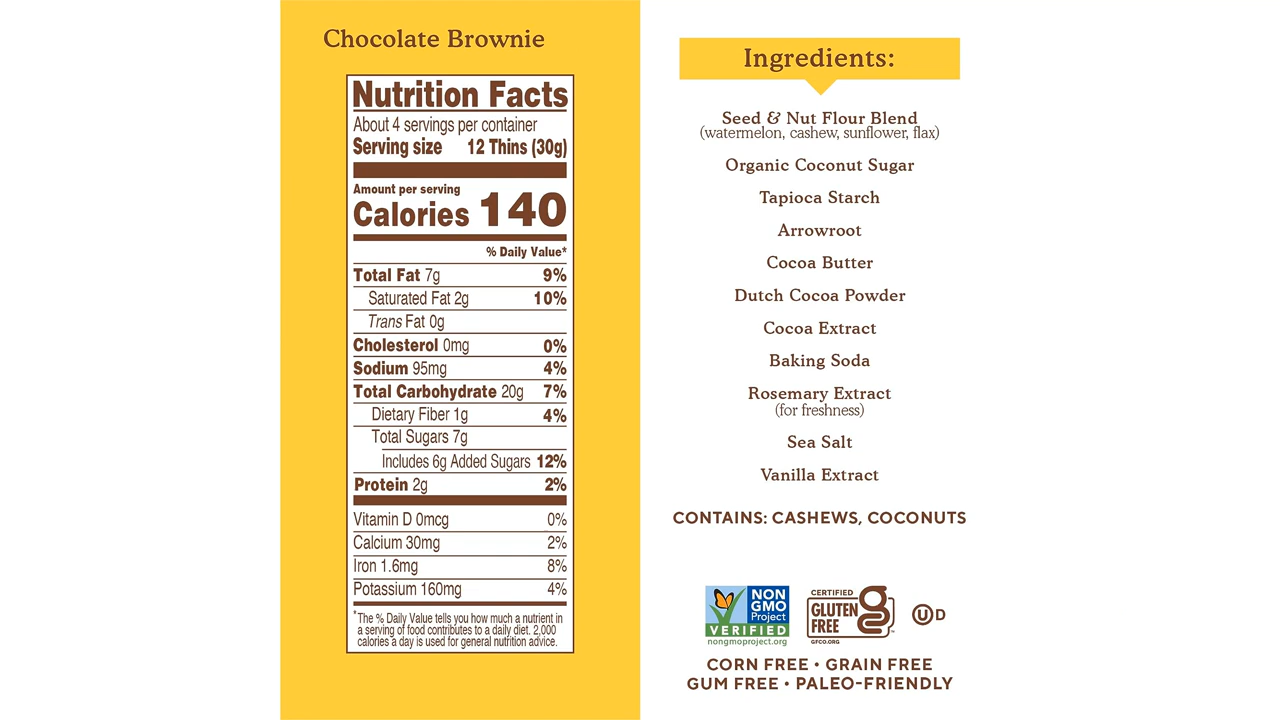 Chocolate Brownie
Nutrition Facts
About 4 servings per container
Serving size 12 Thins (30g)
Amount per serving
Calories 140
% Daily Value*
Total Fat 7g 9%
Saturated Fat 2g 10%
Trans Fat 0g
Cholesterol 0mg 0%
Sodium 95mg 4%
Total Carbohydrate 20g 7%
Dietary Fiber 1g 4%
Total Sugars 7g
Includes 6g Added Sugars 12%
Protein 2g 2%
Vitamin D 0mcg 0%
Calcium 30mg 2%
Iron 1.6mg 8%
Potassium 160mg 4%
*The % Daily Value tells you how much a nutrient in
a serving of food contributes to a daily diet. 2,000
calories a day is used for general nutrition advice.
Ingredients:
Seed & Nut Flour Blend
(watermelon, cashew, sunflower, flax)
Organic Coconut Sugar
Tapioca Starch
Arrowroot
Cocoa Butter
Dutch Cocoa Powder
Cocoa Extract
Baking Soda
Rosemary Extract
(for freshness)
Sea Salt
Vanilla Extract
CONTAINS: CASHEWS, COCONUTS
NON
GMO
Project
VERIFIED
nongmoproject.org
CERTIFIED
GLUTEN
FREE
GFCO.ORG
U D
CORN FREE • GRAIN FREE
GUM FREE • PALEO-FRIENDLY